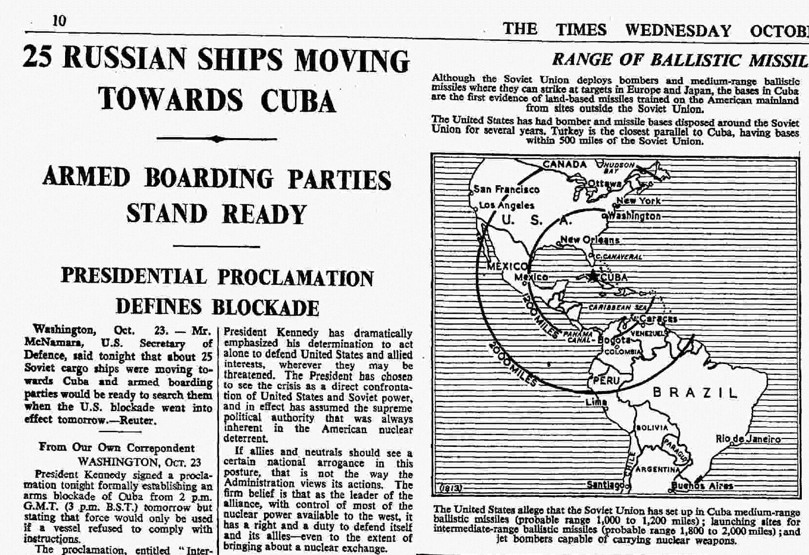 10
THE TIMES WEDNESDAY OCTOB
25 RUSSIAN SHIPS MOVING
TOWARDS CUBA
ARMED BOARDING PARTIES
STAND READY
PRESIDENTIAL PROCLAMATION
DEFINES BLOCKADE
Washington, Oct. 23. — Mr.
McNamara, U.S. Secretary of
Defence, said tonight that about 25
Soviet cargo ships were moving to-
wards Cuba and armed boarding
parties would be ready to search them
when the U.S. blockade went into
effect tomorrow.—Reuter.
From Our Own Correpondent
WASHINGTON, OCT. 23
President Kennedy signed a procla-
mation tonight formally establishing an
arms blockade of Cuba from 2 p.m.
G.M.T. (3 p.m. B.S.T.) tomorrow but
stating that force would only be used
if a vessel refused to comply with
instructions.
The proclamation, entitled "Inter-
President Kennedy has dramatically
emphasized his determination to act
alone to defend United States and allied
interests, wherever they may be
threatened. The President has chosen
to see the crisis as a direct confronta-
tion of United States and Soviet power,
and in effect has assumed the supreme
political authority that was always
inherent in the American nuclear
deterrent.
If allies and neutrals should see a
certain national arrogance in this
posture, that is not the way the
Administration views its actions. The
firm belief is that as the leader of the
alliance, with control of most of the
nuclear power available to the west, it
has a right and a duty to defend itself
and its allies—even to the extent of
bringing about a nuclear exchange.
RANGE OF BALLISTIC MISSIL
Although the Soviet Union deploys bombers and medium-range ballistic
missiles where they can strike at targets in Europe and Japan, the bases in Cuba
are the first evidence of land-based missiles trained on the American mainland
from sites outside the Soviet Union.
The United States has had bomber and missile bases disposed around the Soviet
Union for several years. Turkey is the closest parallel to Cuba, having bases
within 500 miles of the Soviet Union.
CANADA
HUDSON
BAY
Ottawa
San Francisco
New York
Los Angeles
Washington
U. S. A.
New Orleans
C. CANAVERAL
MEXICO
Mexico
CUBA
CARIBBEAN SEA
1200 MILES
Caracas
PANAMA
CANAL
VENEZUELA
Bogota
COLOMBIA
2000 MILES
PERU
BRAZIL
Lima
BOLIVIA
PARAGUAY
Rio de Janeiro
CHILE
ARGENTINA
Santiago
Buenos Aires
The United States allege that the Soviet Union has set up in Cuba medium-range
ballistic missiles (probable range 1,000 to 1,200 miles); launching sites for
intermediate-range ballistic missiles (probable range 1,800 to 2,000 miles); and
jet bombers capable of carrying nuclear weapons.